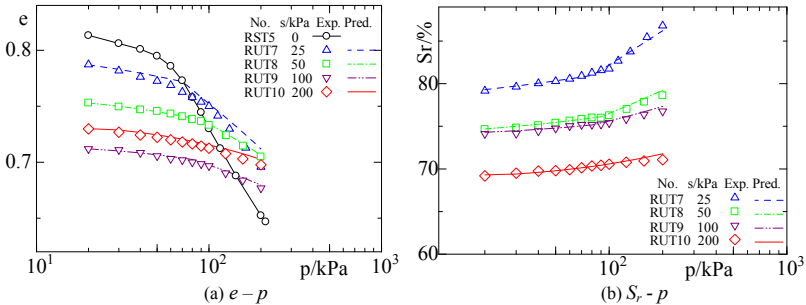 e
0.8
0.7
No. s/kPa Exp. Pred.
RST5 0
RUT7 25
RUT8 50
RUT9 100
RUT10 200
10^1 10^2 10^3
p/kPa
(a) e – p
Sr/%
80
70
60
No. s/kPa Exp. Pred.
RUT7 25
RUT8 50
RUT9 100
RUT10 200
10^2 10^3
p/kPa
(b) S_r - p